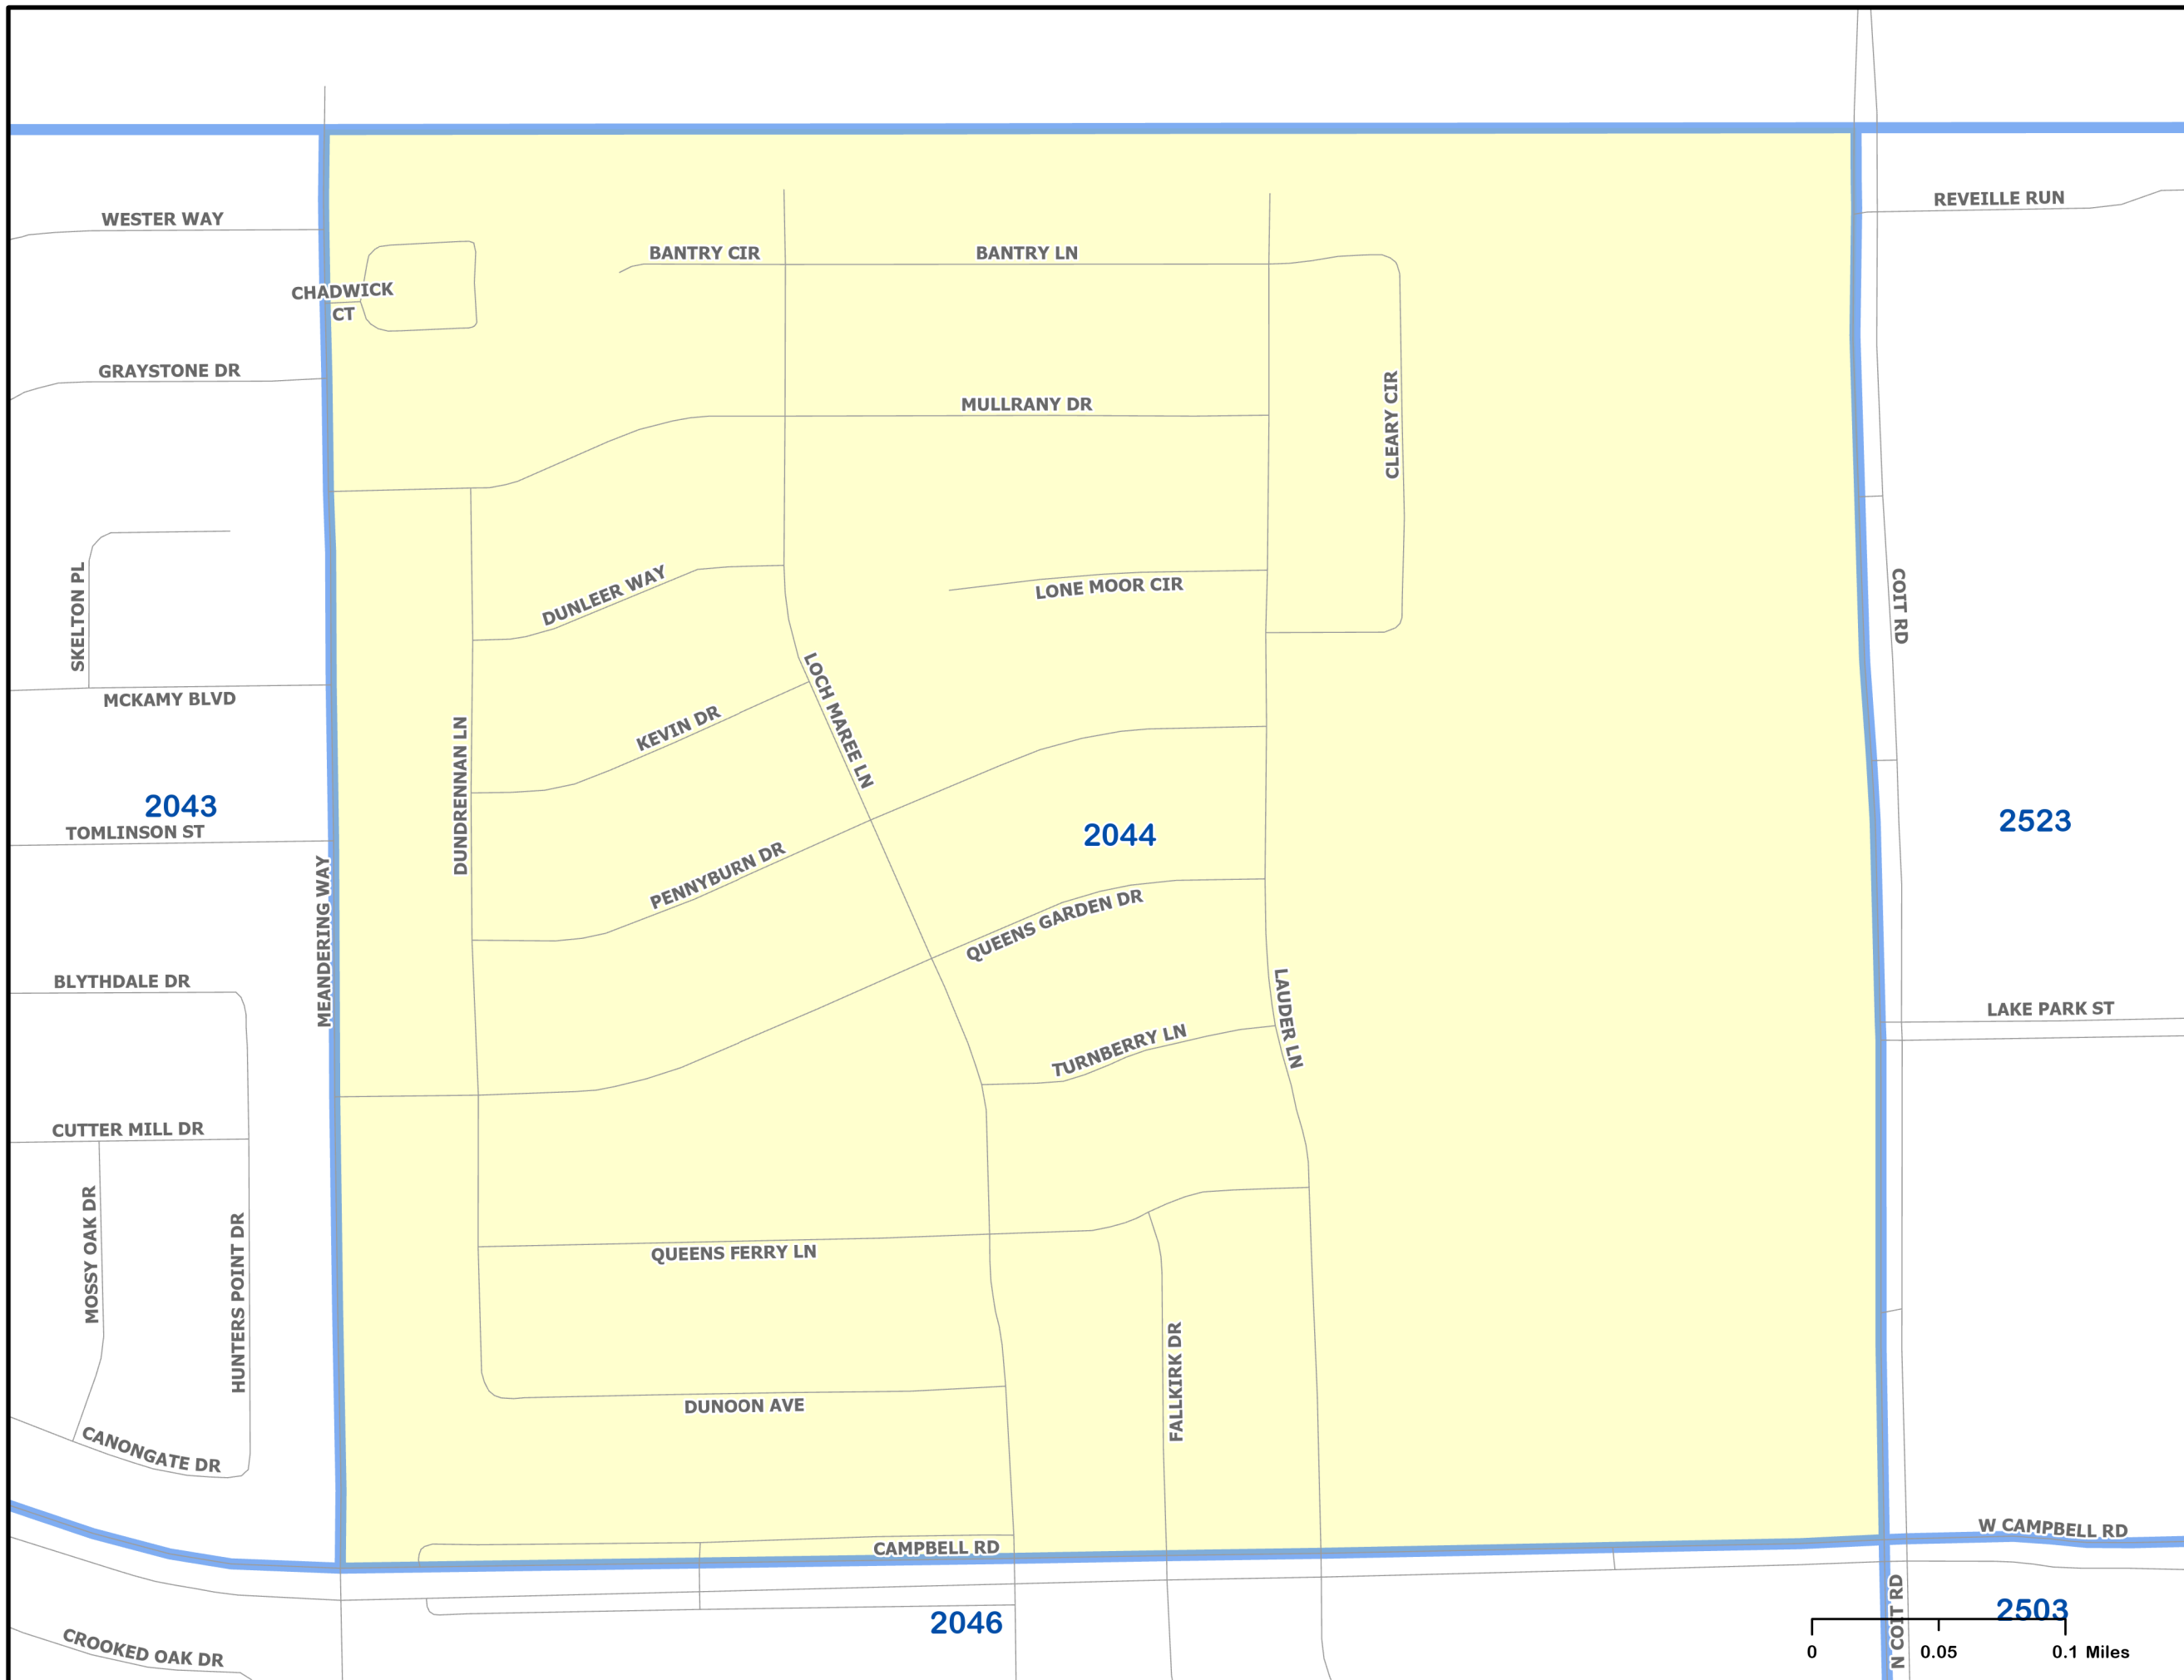 WESTER WAY
REVEILLE RUN
BANTRY CIR
BANTRY LN
CHADWICK
CT
GRAYSTONE DR
MULLRANY DR
CLEARY CIR
SKELTON PL
DUNLEER WAY
LONE MOOR CIR
COIT RD
MCKAMY BLVD
LOCH MAREE LN
KEVIN DR
DUNDRENNAN LN
2043
TOMLINSON ST
2044
2523
PENNYBURN DR
MEANDERING WAY
QUEENS GARDEN DR
BLYTHDALE DR
LAUDER LN
LAKE PARK ST
TURNBERRY LN
CUTTER MILL DR
MOSSY OAK DR
HUNTERS POINT DR
QUEENS FERRY LN
FALLKIRK DR
DUNOON AVE
CANONGATE DR
CAMPBELL RD
W CAMPBELL RD
2046
N COIT RD
2503
CROOKED OAK DR
0 0.05 0.1 Miles